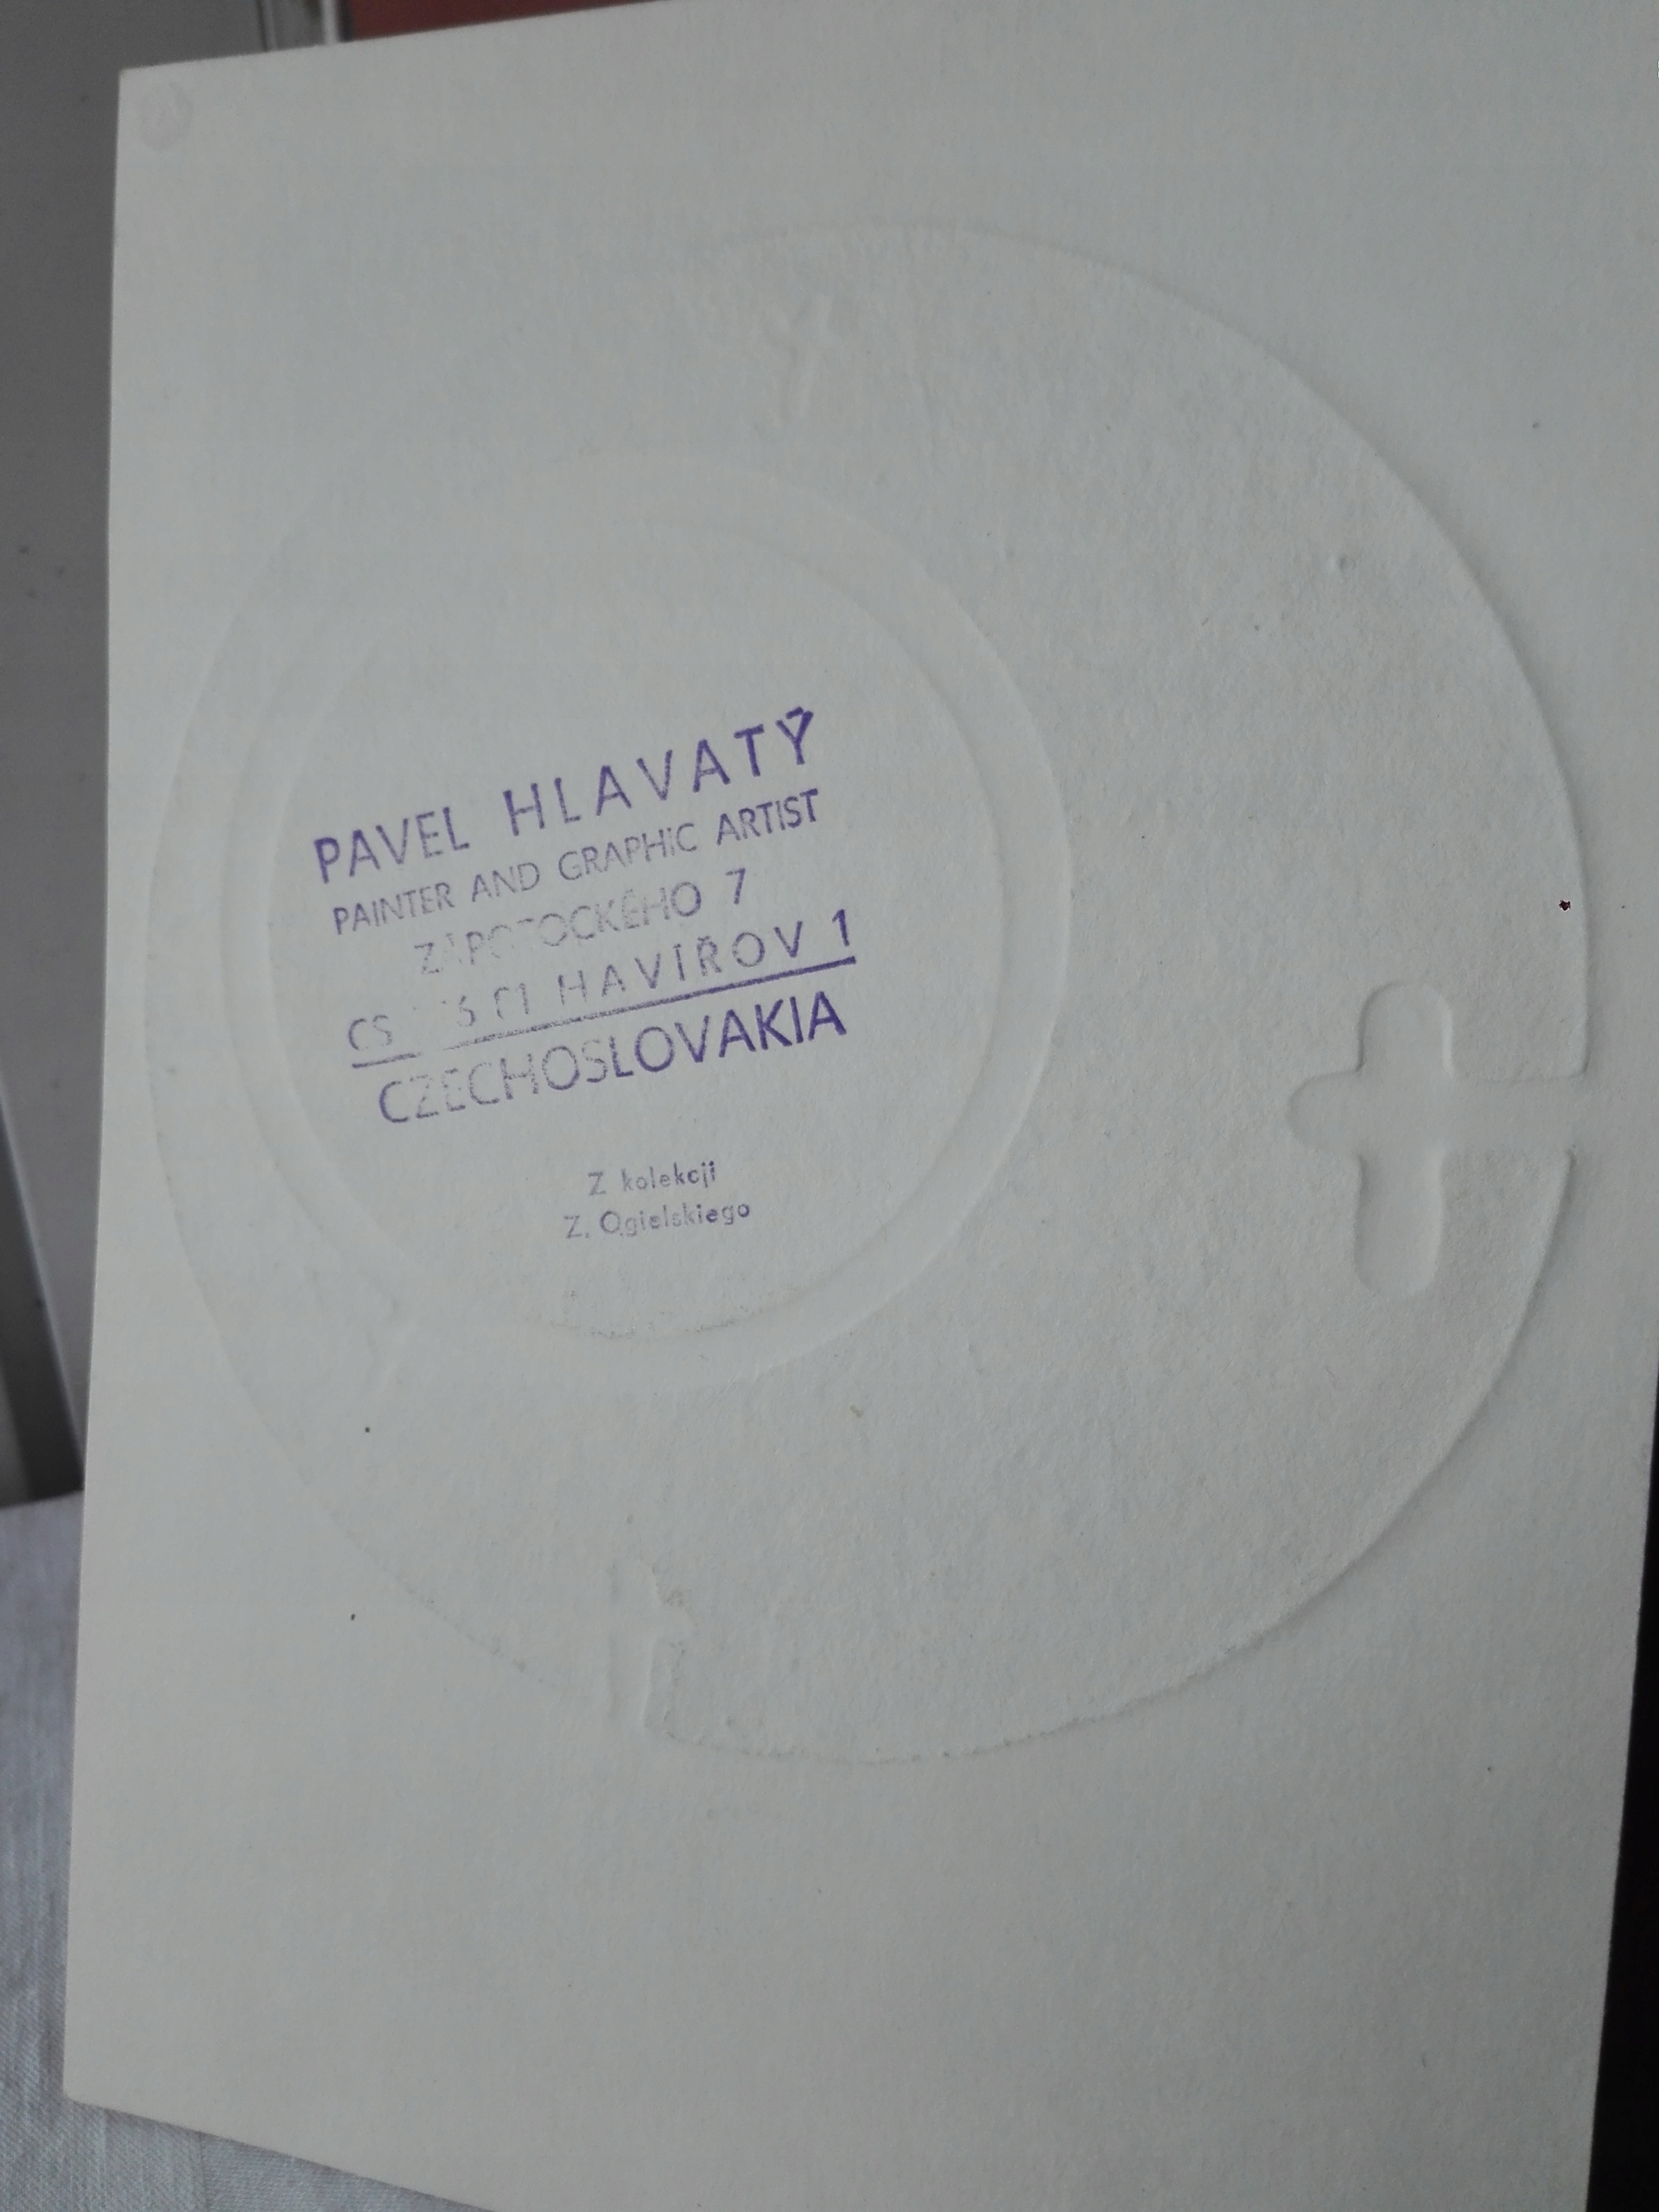 PAVEL HLAVATÝ
PAINTER AND GRAPHIC ARTIST
ZÁPOTOCKÉHO 7
CS HAVÍŘOV 1
CZECHOSLOVAKIA
Z kolekcji
Z. Ogielskiego